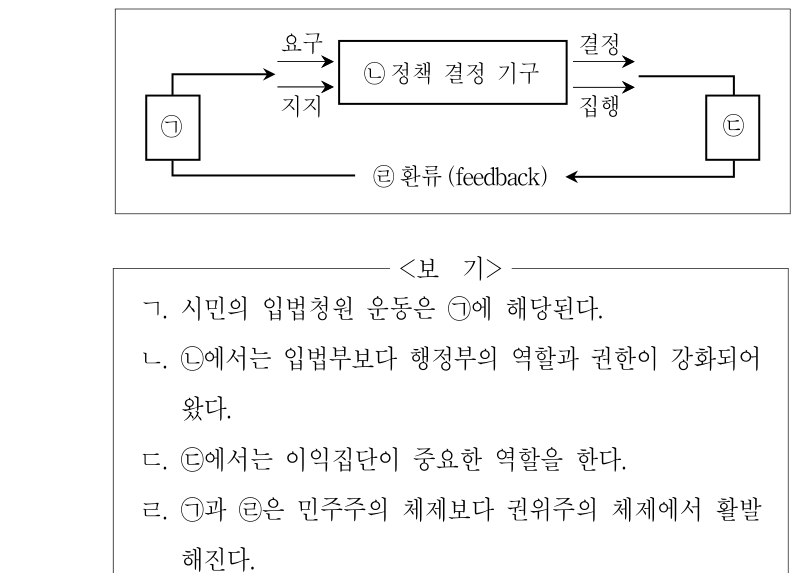 요구
지지
㉠
㉡ 정책 결정 기구
결정
집행
㉢
㉣ 환류 (feedback)
<보 기>
ㄱ. 시민의 입법청원 운동은 ㉠에 해당된다.
ㄴ. ㉡에서는 입법부보다 행정부의 역할과 권한이 강화되어
왔다.
ㄷ. ㉢에서는 이익집단이 중요한 역할을 한다.
ㄹ. ㉠과 ㉣은 민주주의 체제보다 권위주의 체제에서 활발
해진다.